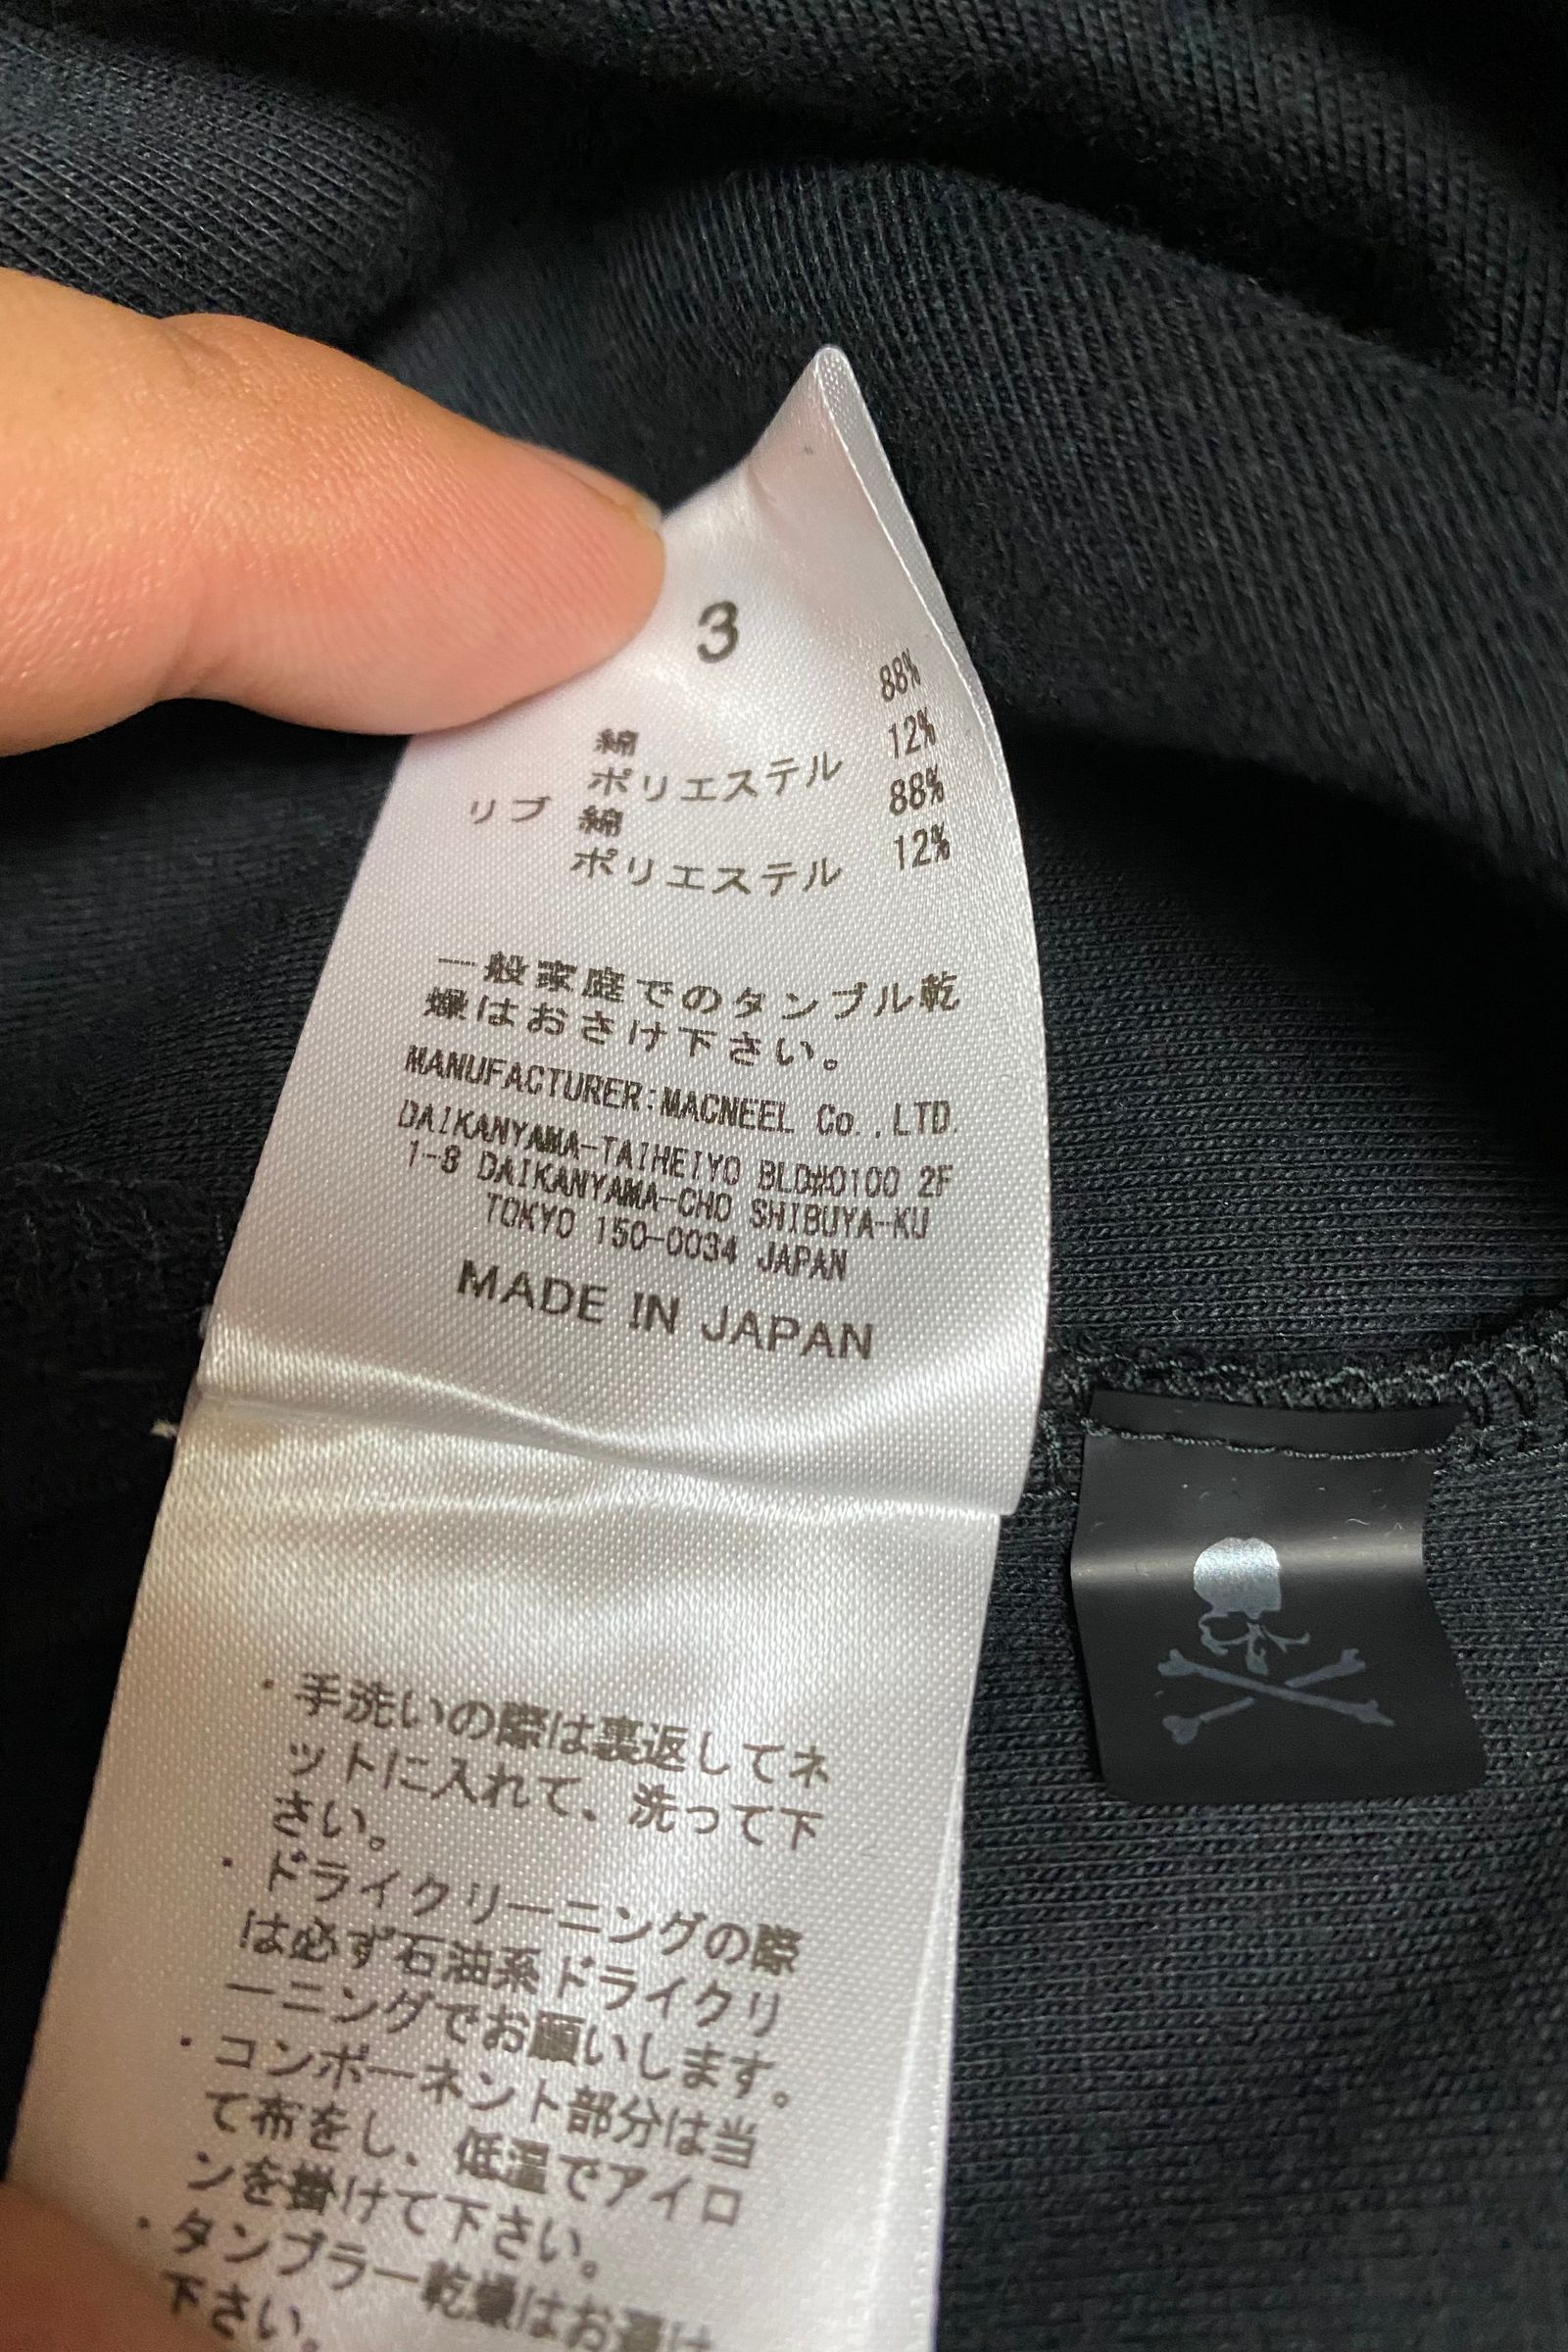 3
綿 88%
ポリエステル 12%
リブ 綿 88%
ポリエステル 12%
一般家庭でのタンブル乾
燥はおさけ下さい。
MANUFACTURER:MACNEEL Co.,LTD.
DAIKANYAMA-TAIHEIYO BLD#0100 2F
1-8 DAIKANYAMA-CHO SHIBUYA-KU
TOKYO 150-0034 JAPAN
MADE IN JAPAN
・手洗いの際は裏返してネ
ットに入れて、洗って下
さい。
・ドライクリーニングの際
は必ず石油系ドライクリ
ーニングでお願いします。
・コンポーネント部分は当
て布をし、低温でアイロ
ンを掛けて下さい。
・タンブラー乾燥はお避け
下さい。